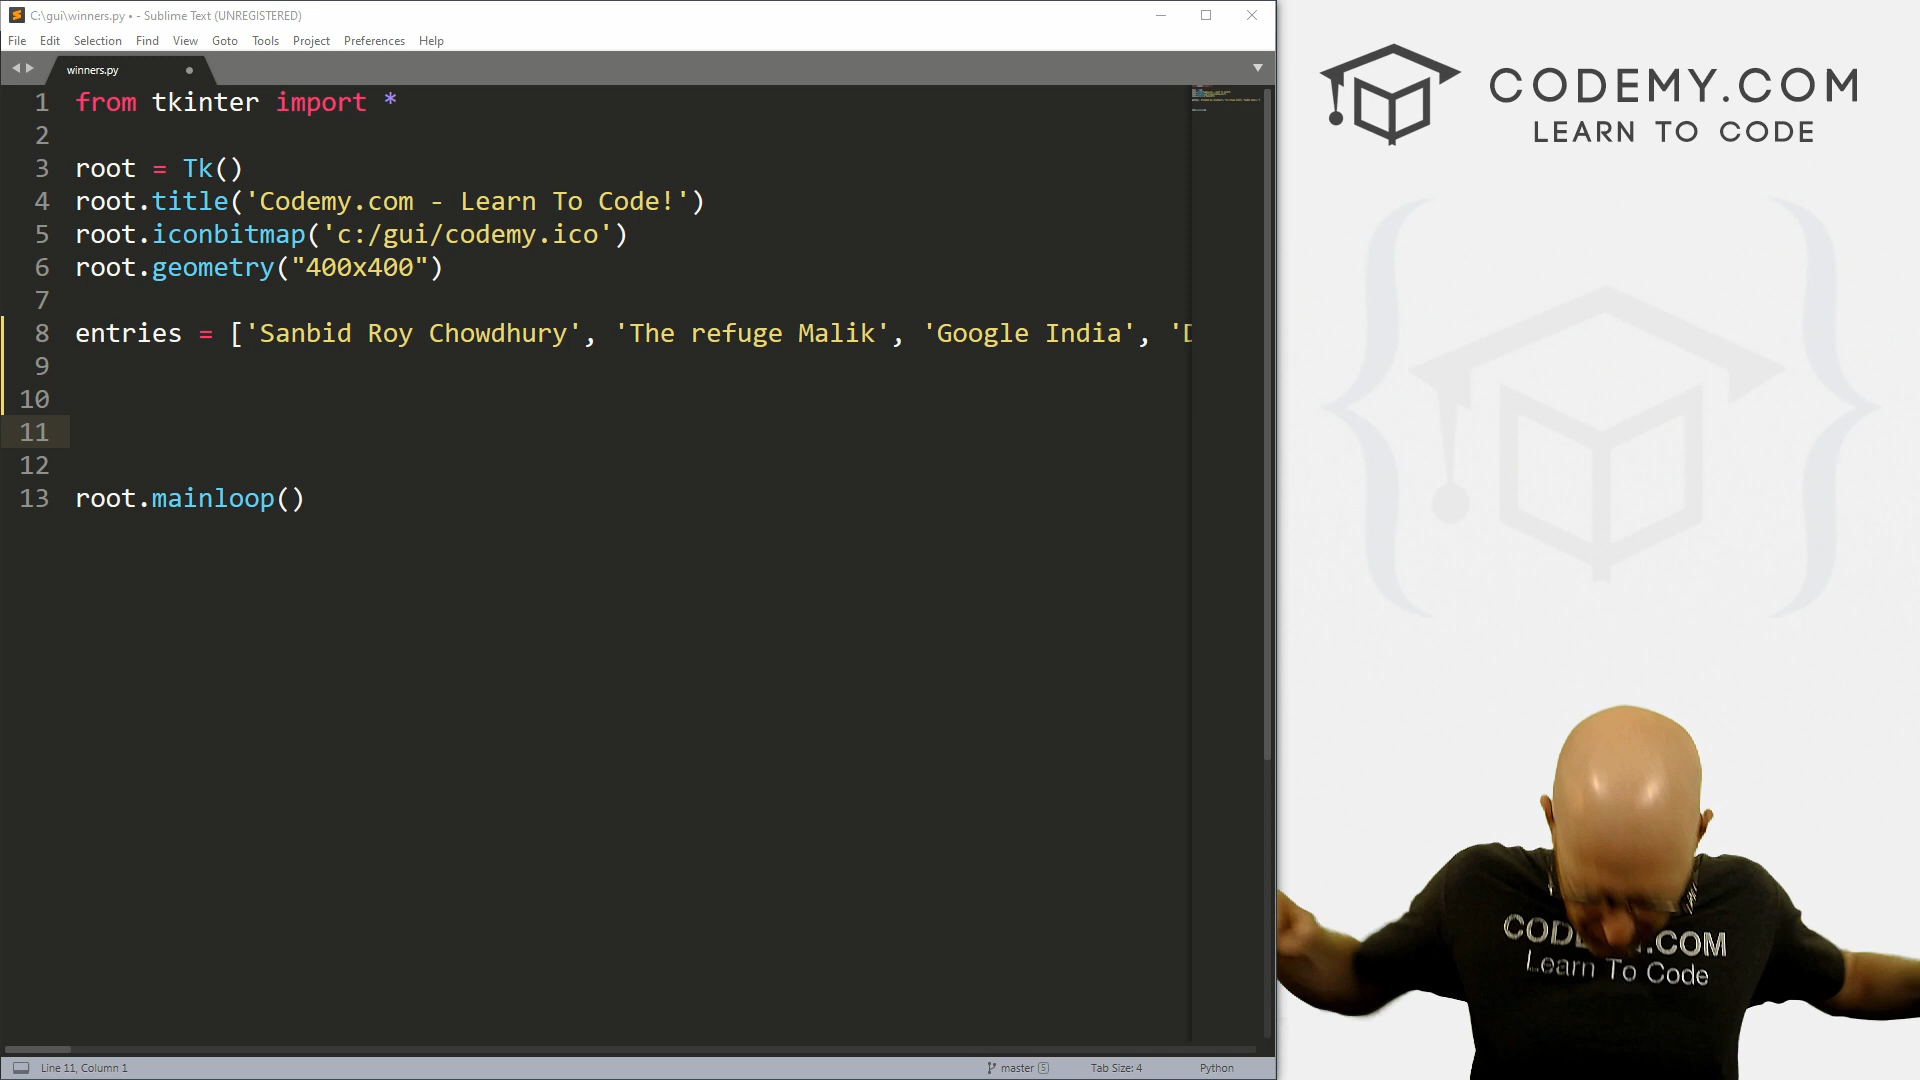 C:\gui\winners.py • - Sublime Text (UNREGISTERED)
File Edit Selection Find View Goto Tools Project Preferences Help
winners.py
1 from tkinter import *
2
3 root = Tk()
4 root.title('Codemy.com - Learn To Code!')
5 root.iconbitmap('c:/gui/codemy.ico')
6 root.geometry("400x400")
7
8 entries = ['Sanbid Roy Chowdhury', 'The refuge Malik', 'Google India', 'D
9
10
11
12
13 root.mainloop()
Line 11, Column 1 master 5 Tab Size: 4 Python
CODEMY.COM
LEARN TO CODE
.COM
Learn To Code